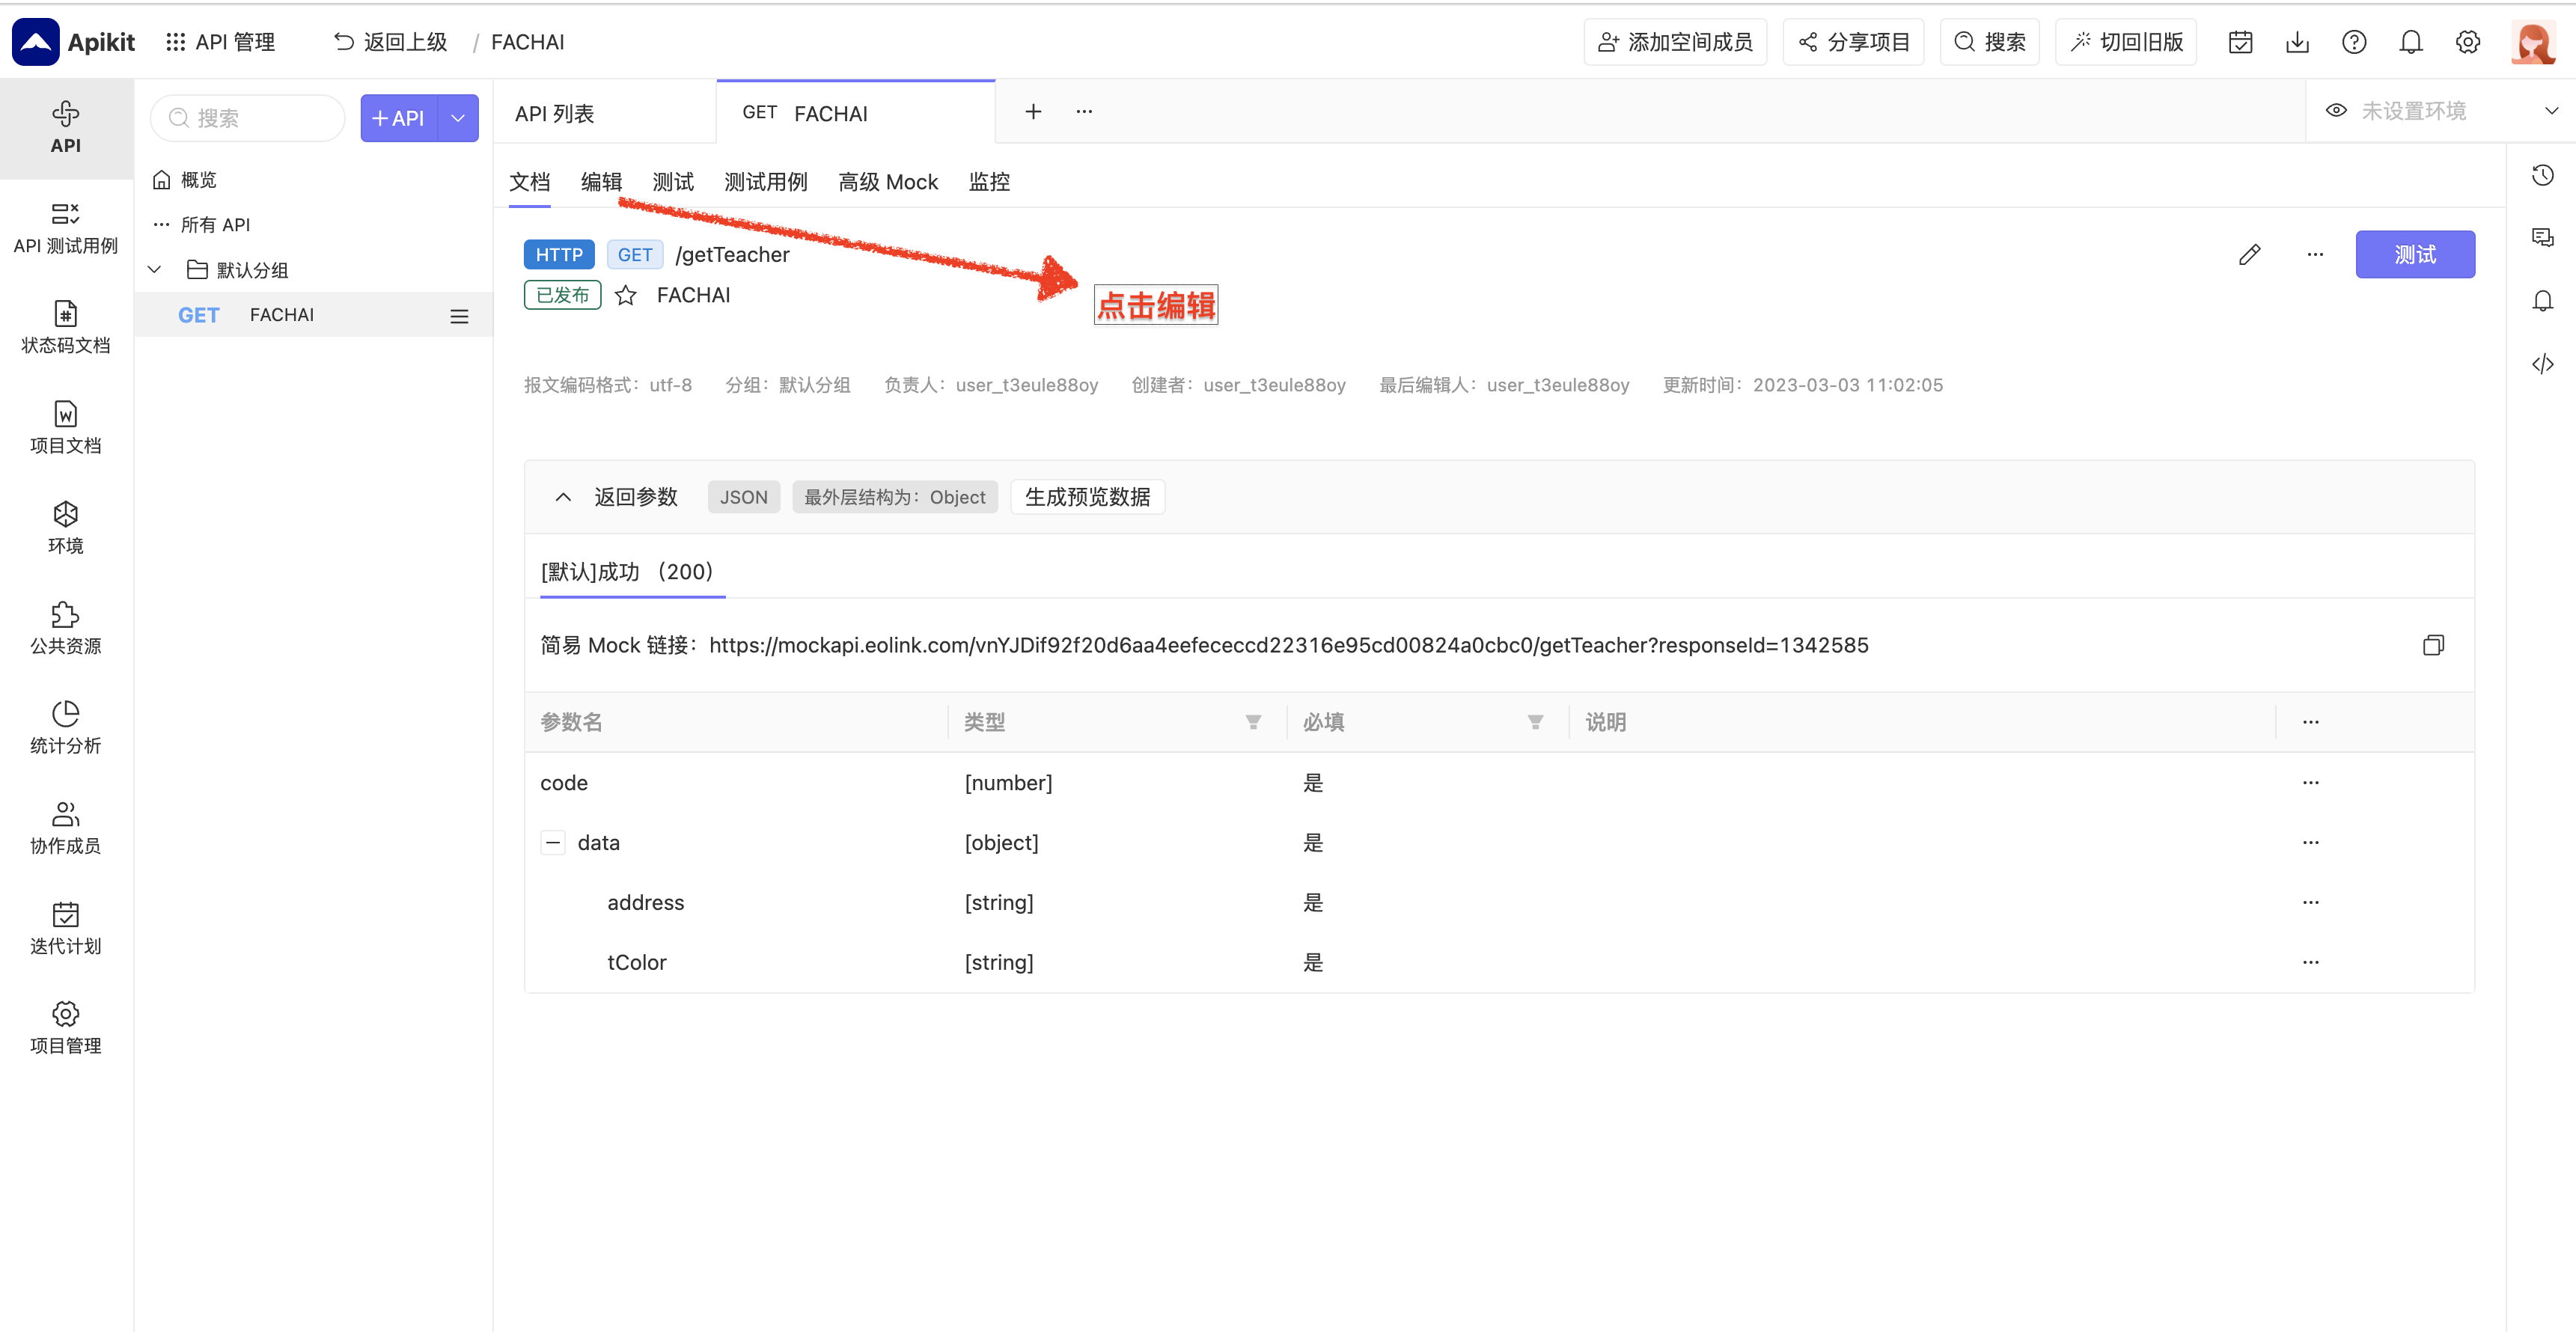 Apikit API 管理 返回上级 / FACHAI 添加空间成员 分享项目 搜索 切回旧版
API
API 测试用例
状态码文档
项目文档
环境
公共资源
统计分析
协作成员
迭代计划
项目管理
搜索 +API
概览
所有 API
默认分组
GET FACHAI
API 列表 GET FACHAI + ... 未设置环境
文档 编辑 测试 测试用例 高级 Mock 监控
HTTP GET /getTeacher ... 测试
已发布 FACHAI
点击编辑
报文编码格式：utf-8 分组：默认分组 负责人：user_t3eule88oy 创建者：user_t3eule88oy 最后编辑人：user_t3eule88oy 更新时间：2023-03-03 11:02:05
返回参数 JSON 最外层结构为：Object 生成预览数据
[默认]成功 （200）
简易 Mock 链接：https://mockapi.eolink.com/vnYJDif92f20d6aa4eefececcd22316e95cd00824a0cbc0/getTeacher?responseId=1342585
参数名 类型 必填 说明 ...
code [number] 是 ...
data [object] 是 ...
address [string] 是 ...
tColor [string] 是 ...